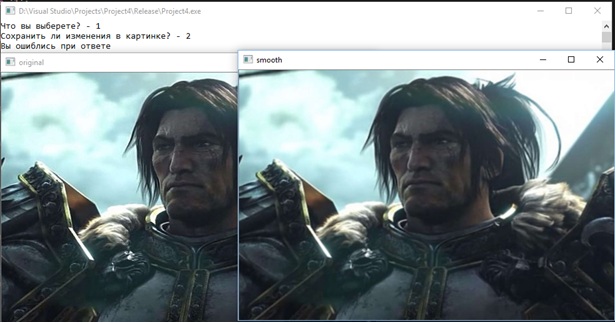 D:\Visual Studio\Projects\Project4\Release\Project4.exe
Что вы выберете? - 1
Сохранить ли изменения в картинке? - 2
Вы ошиблись при ответе
original
smooth